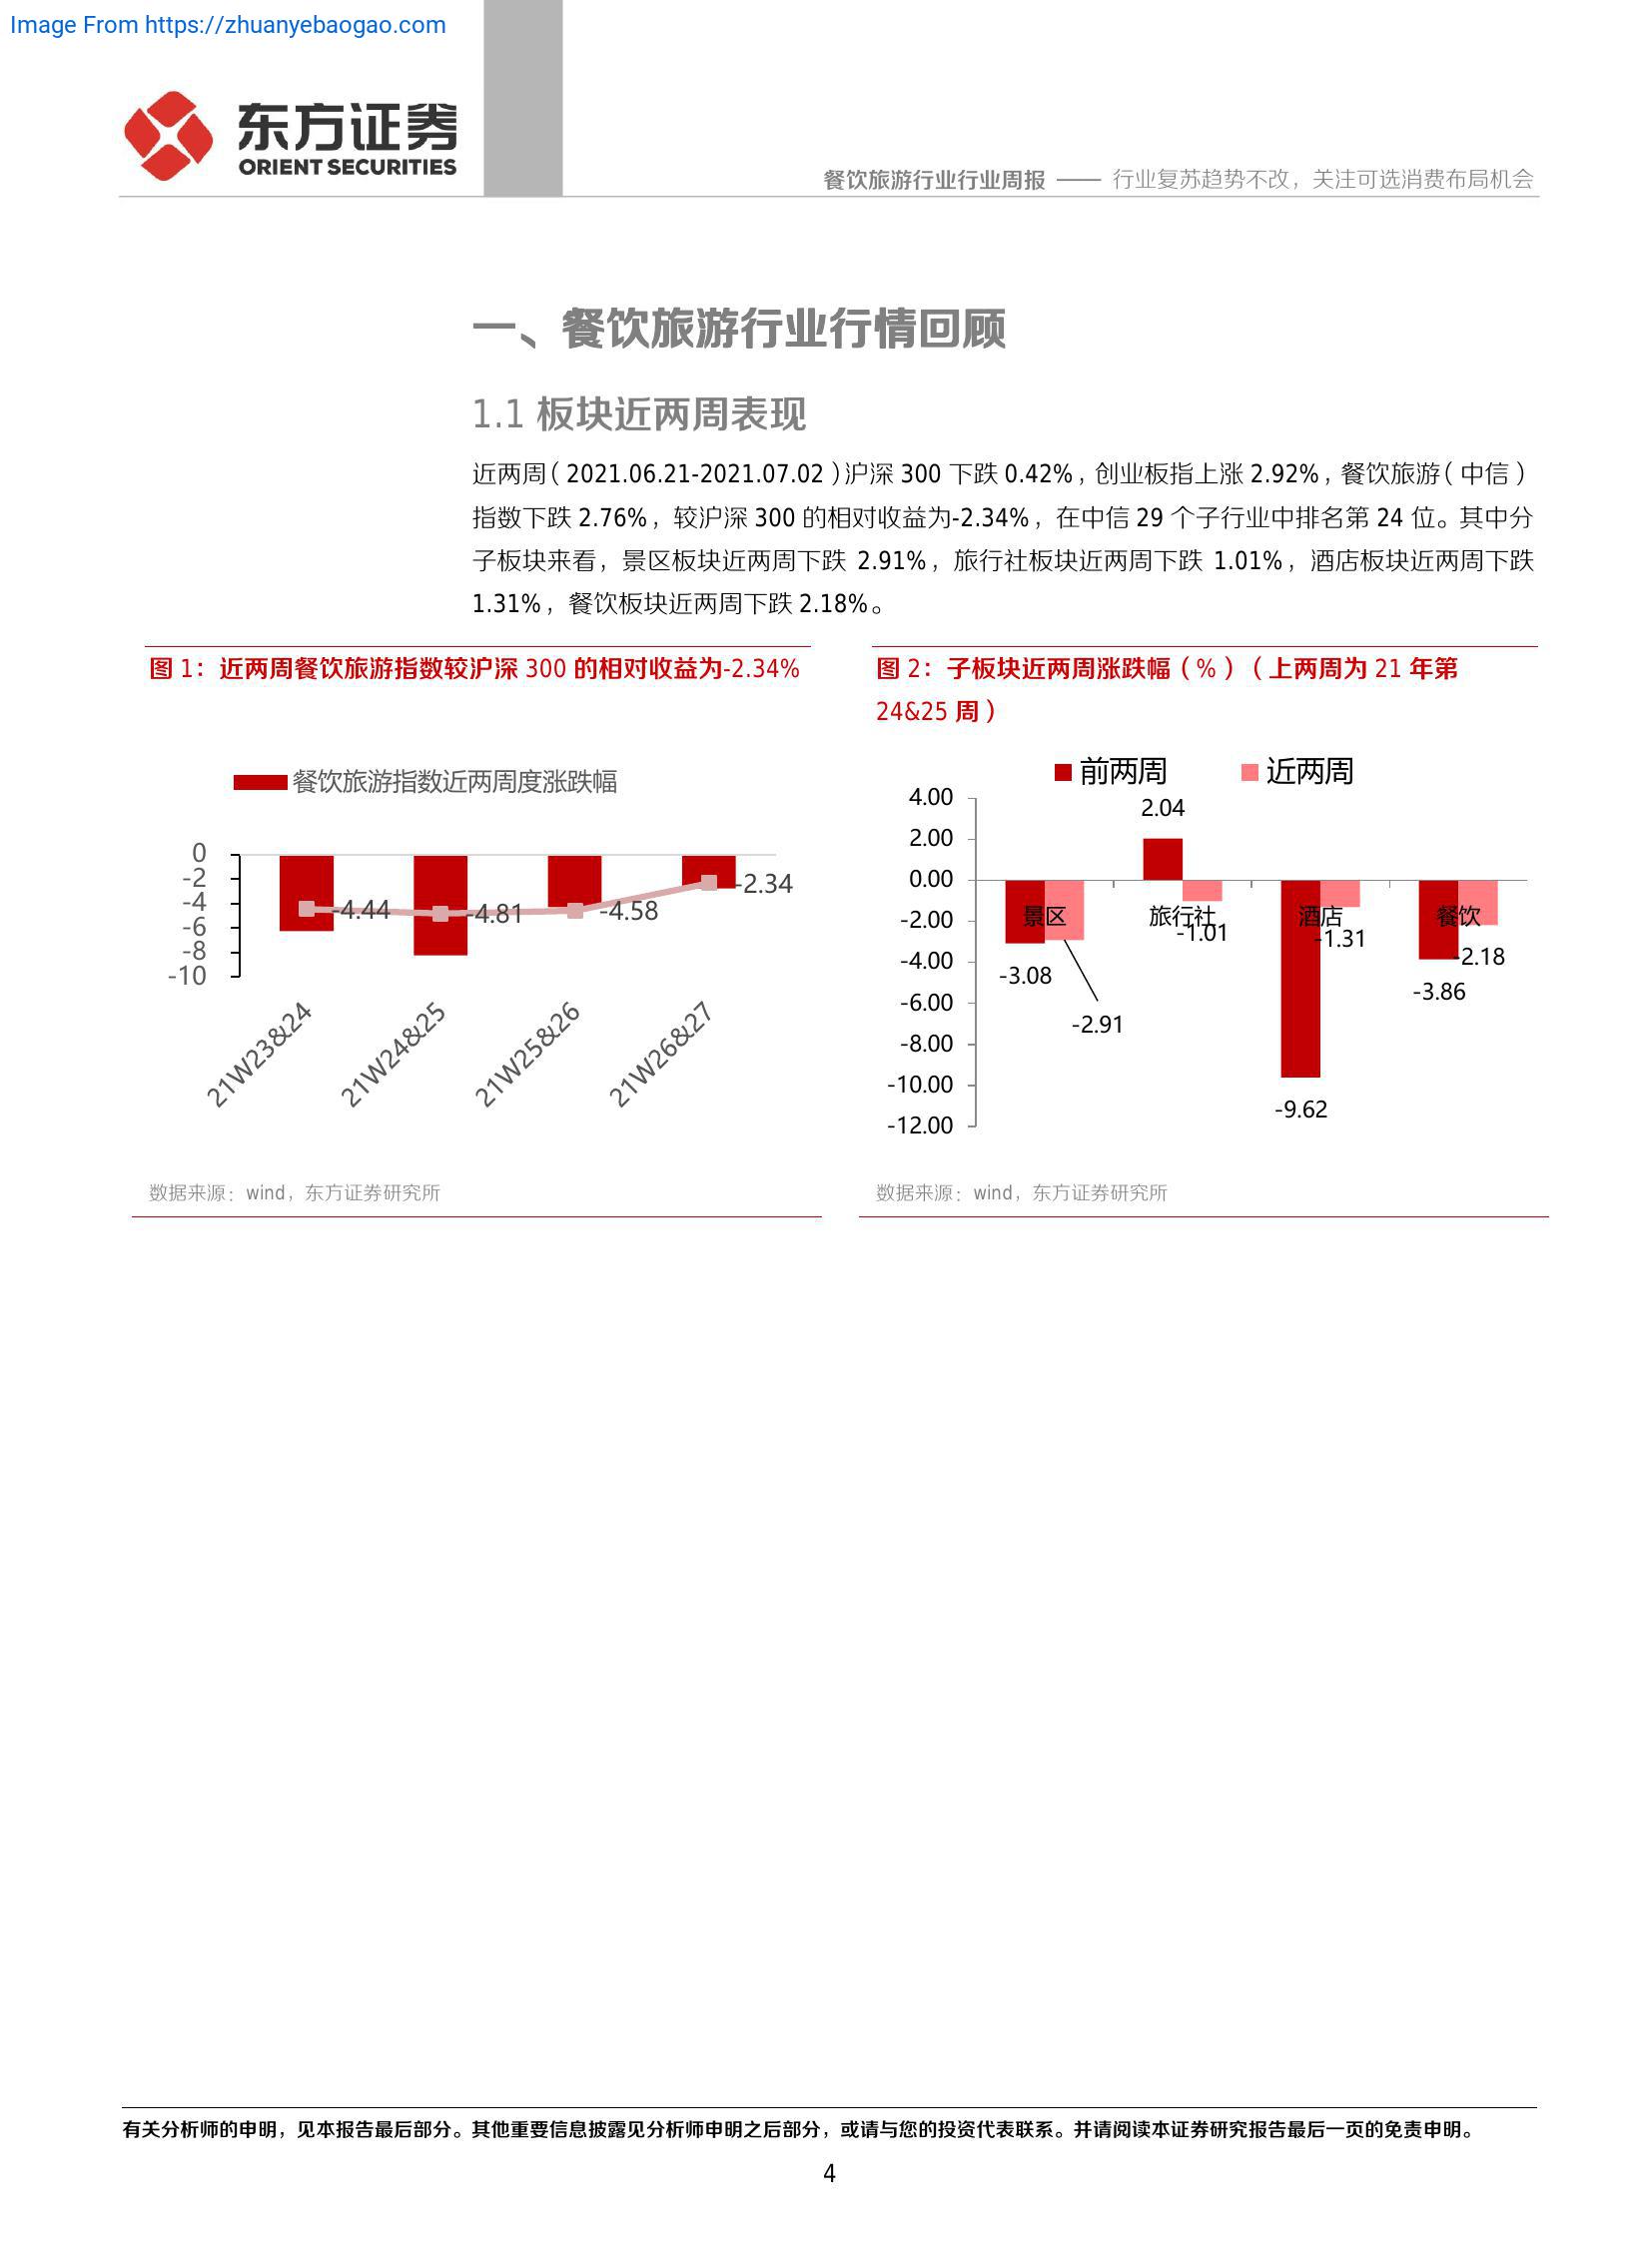 Image From https://zhuanyebaogao.com
东方证券
ORIENT SECURITIES
餐饮旅游行业行业周报 —— 行业复苏趋势不改，关注可选消费布局机会
一、餐饮旅游行业行情回顾
1.1 板块近两周表现
近两周（2021.06.21-2021.07.02）沪深 300 下跌 0.42%，创业板指上涨 2.92%，餐饮旅游（中信）
指数下跌 2.76%，较沪深 300 的相对收益为-2.34%，在中信 29 个子行业中排名第 24 位。其中分
子板块来看，景区板块近两周下跌 2.91%，旅行社板块近两周下跌 1.01%，酒店板块近两周下跌
1.31%，餐饮板块近两周下跌 2.18%。
图 1：近两周餐饮旅游指数较沪深 300 的相对收益为-2.34%
餐饮旅游指数近两周度涨跌幅
0
-2
-4
-6
-8
-10
-4.44
-4.81
-4.58
-2.34
21W23&24
21W24&25
21W25&26
21W26&27
数据来源：wind，东方证券研究所
图 2：子板块近两周涨跌幅（%）（上两周为 21 年第
24&25 周）
前两周 近两周
4.00
2.00
0.00
-2.00
-4.00
-6.00
-8.00
-10.00
-12.00
2.04
景区 旅行社 酒店 餐饮
-1.01
-1.31
-2.18
-3.08
-3.86
-2.91
-9.62
数据来源：wind，东方证券研究所
有关分析师的申明，见本报告最后部分。其他重要信息披露见分析师申明之后部分，或请与您的投资代表联系。并请阅读本证券研究报告最后一页的免责申明。
4